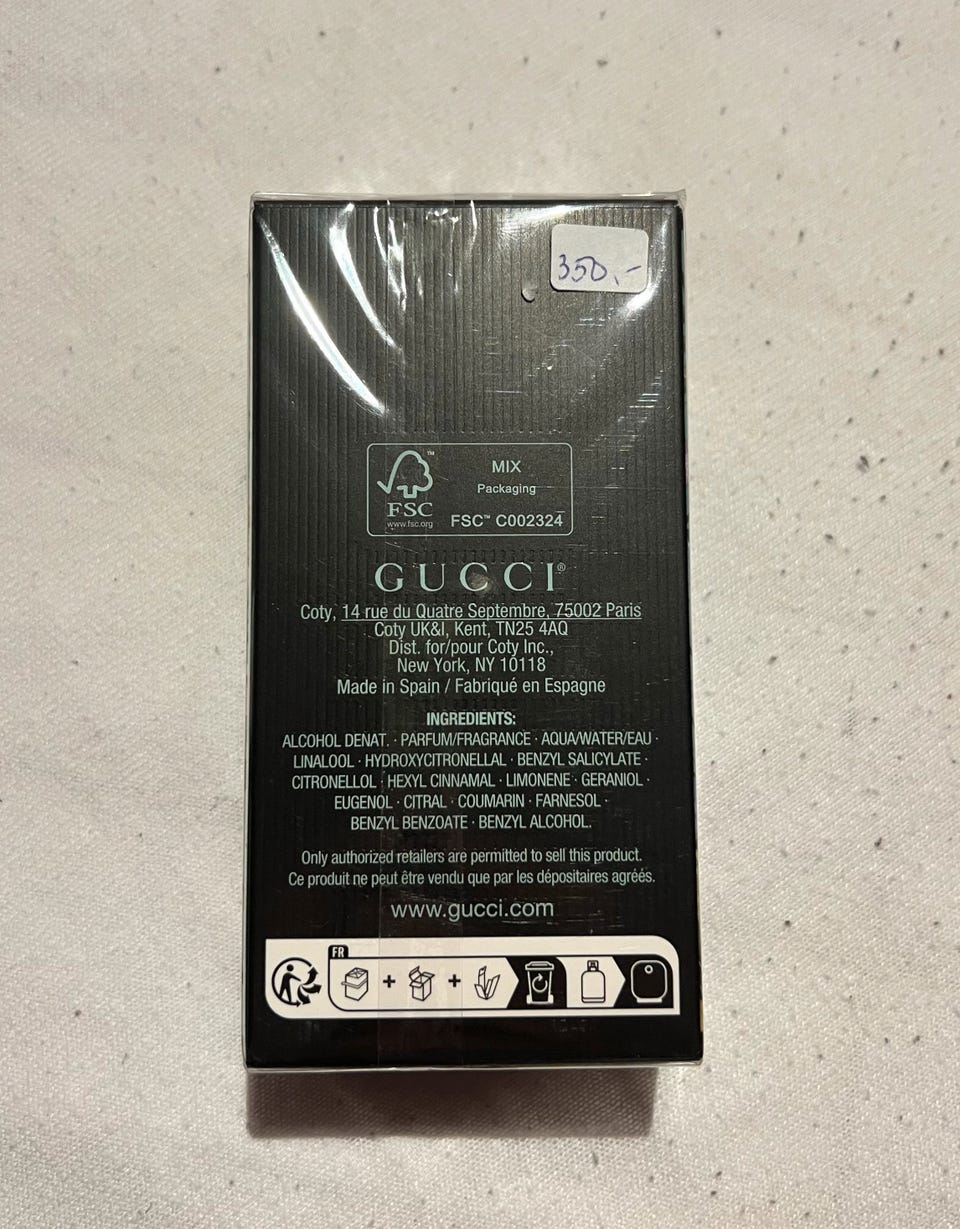 350,-
FSC™
www.fsc.org
MIX
Packaging
FSC™ C002324
GUCCI®
Coty, 14 rue du Quatre Septembre, 75002 Paris
Coty UK&I, Kent, TN25 4AQ
Dist. for/pour Coty Inc.,
New York, NY 10118
Made in Spain / Fabriqué en Espagne
INGREDIENTS:
ALCOHOL DENAT. · PARFUM/FRAGRANCE · AQUA/WATER/EAU ·
LINALOOL · HYDROXYCITRONELLAL · BENZYL SALICYLATE ·
CITRONELLOL · HEXYL CINNAMAL · LIMONENE · GERANIOL ·
EUGENOL · CITRAL · COUMARIN · FARNESOL ·
BENZYL BENZOATE · BENZYL ALCOHOL.
Only authorized retailers are permitted to sell this product.
Ce produit ne peut être vendu que par les dépositaires agréés.
www.gucci.com
FR
+ +